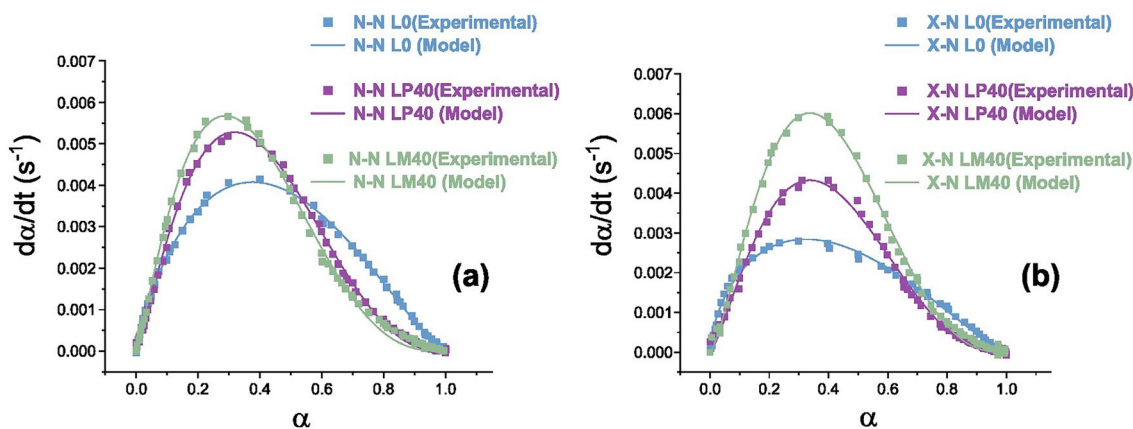 N-N L0(Experimental)
N-N L0 (Model)
N-N LP40(Experimental)
N-N LP40 (Model)
N-N LM40(Experimental)
N-N LM40 (Model)
0.007
0.006
0.005
0.004
0.003
0.002
0.001
0.000
dα/dt (s⁻¹)
(a)
0.0 0.2 0.4 0.6 0.8 1.0
α
X-N L0(Experimental)
X-N L0 (Model)
X-N LP40(Experimental)
X-N LP40 (Model)
X-N LM40(Experimental)
X-N LM40 (Model)
0.007
0.006
0.005
0.004
0.003
0.002
0.001
0.000
dα/dt (s⁻¹)
(b)
0.0 0.2 0.4 0.6 0.8 1.0
α